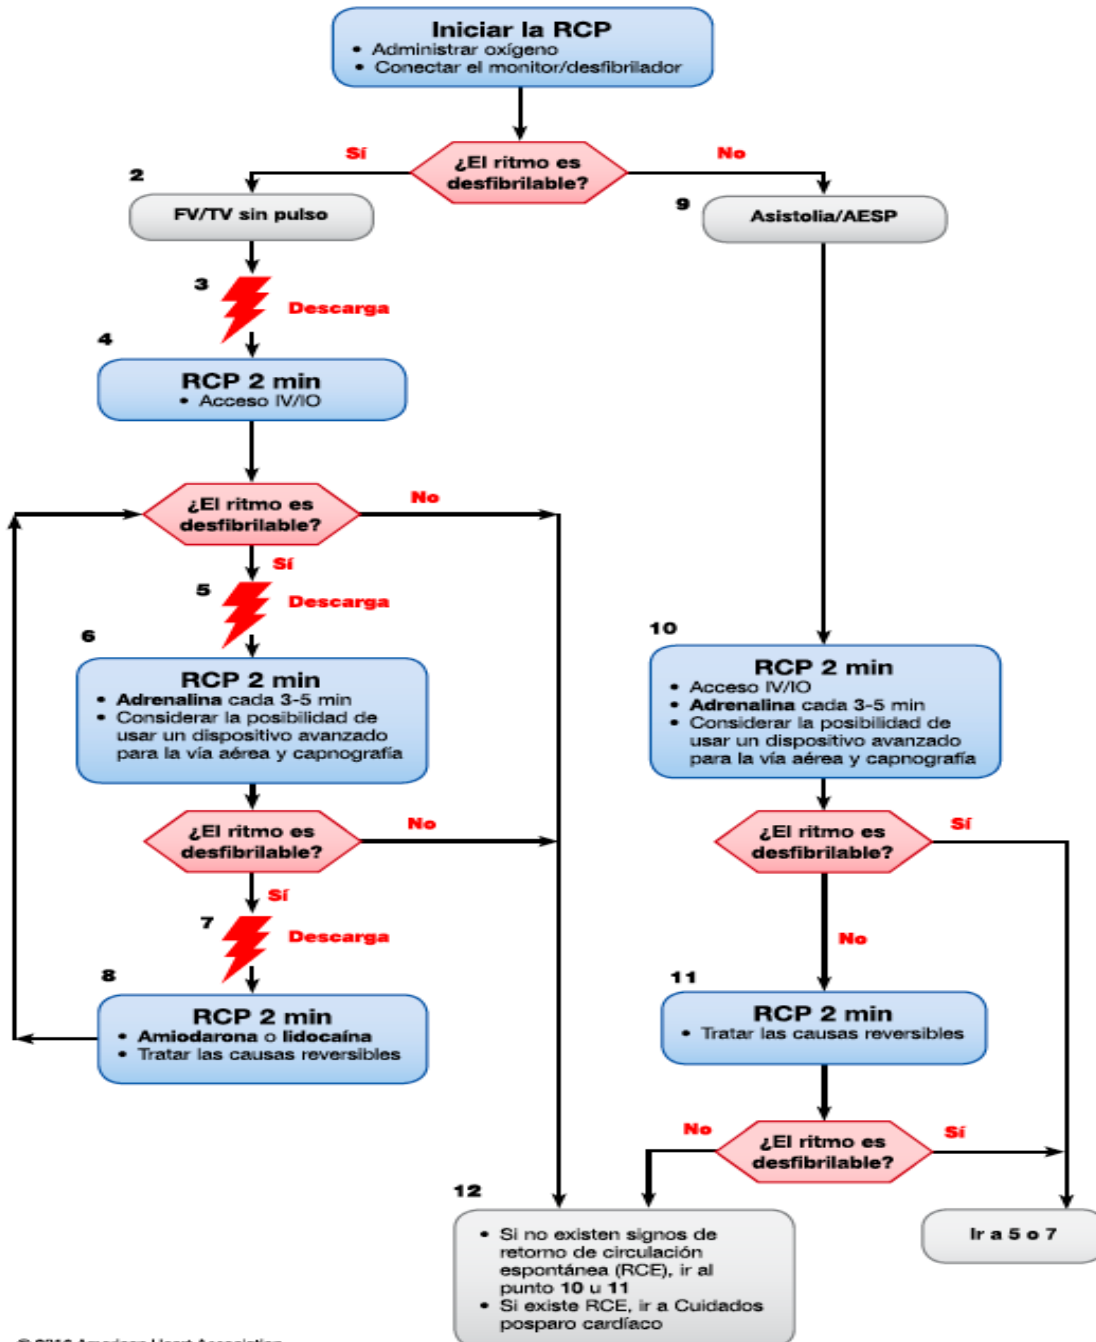 Iniciar la RCP
• Administrar oxígeno
• Conectar el monitor/desfibrilador
¿El ritmo es
desfibrilable?
Sí
No
2
FV/TV sin pulso
9
Asistolia/AESP
3
Descarga
4
RCP 2 min
• Acceso IV/IO
¿El ritmo es
desfibrilable?
No
Sí
5
Descarga
6
RCP 2 min
• Adrenalina cada 3-5 min
• Considerar la posibilidad de
usar un dispositivo avanzado
para la vía aérea y capnografía
10
RCP 2 min
• Acceso IV/IO
• Adrenalina cada 3-5 min
• Considerar la posibilidad de
usar un dispositivo avanzado
para la vía aérea y capnografía
¿El ritmo es
desfibrilable?
No
Sí
¿El ritmo es
desfibrilable?
Sí
No
7
Descarga
8
RCP 2 min
• Amiodarona o lidocaína
• Tratar las causas reversibles
11
RCP 2 min
• Tratar las causas reversibles
¿El ritmo es
desfibrilable?
No
Sí
12
• Si no existen signos de
retorno de circulación
espontánea (RCE), ir al
punto 10 u 11
• Si existe RCE, ir a Cuidados
posparo cardíaco
Ir a 5 o 7
American Heart Association